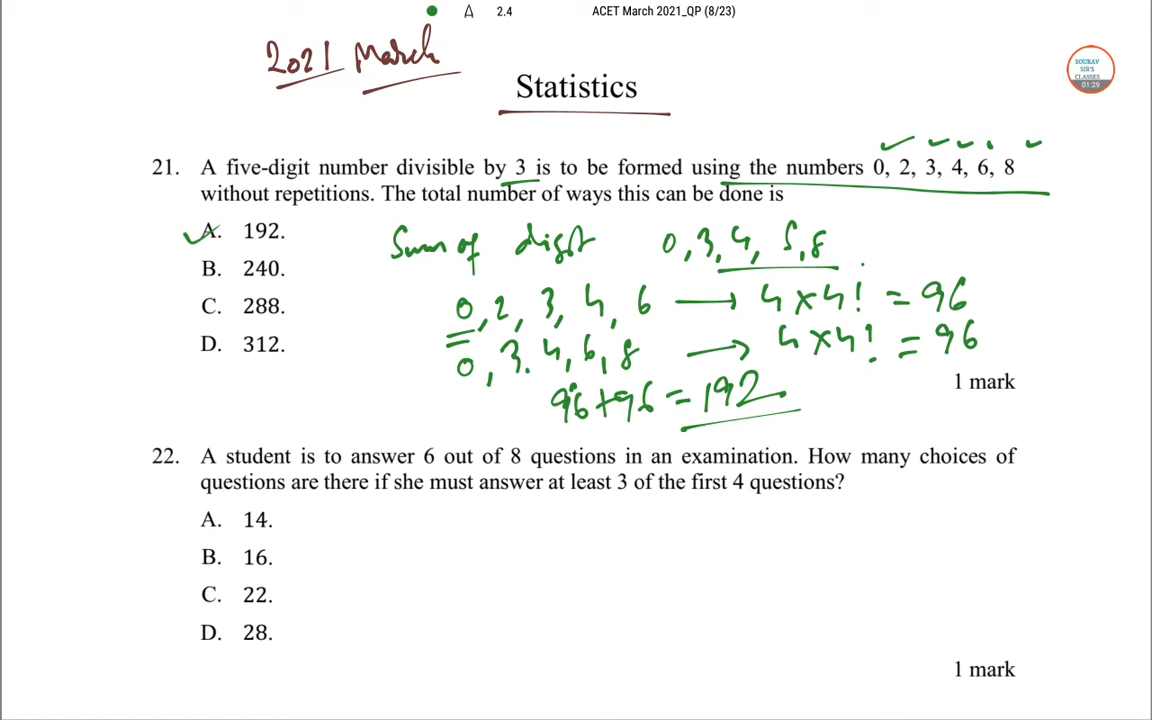 A 2.4 ACET March 2021_QP (8/23)
2021 March
SOURAV
SIR'S
CLASSES
01:29
Statistics
21. A five-digit number divisible by 3 is to be formed using the numbers 0, 2, 3, 4, 6, 8
without repetitions. The total number of ways this can be done is
A. 192.
Sum of digit 0,3,4, 5,8
B. 240.
0,2,3,4,6 → 4×4! = 96
C. 288.
0,3.4,6,8 → 4×4! = 96
D. 312.
96+96 = 192
1 mark
22. A student is to answer 6 out of 8 questions in an examination. How many choices of
questions are there if she must answer at least 3 of the first 4 questions?
A. 14.
B. 16.
C. 22.
D. 28.
1 mark